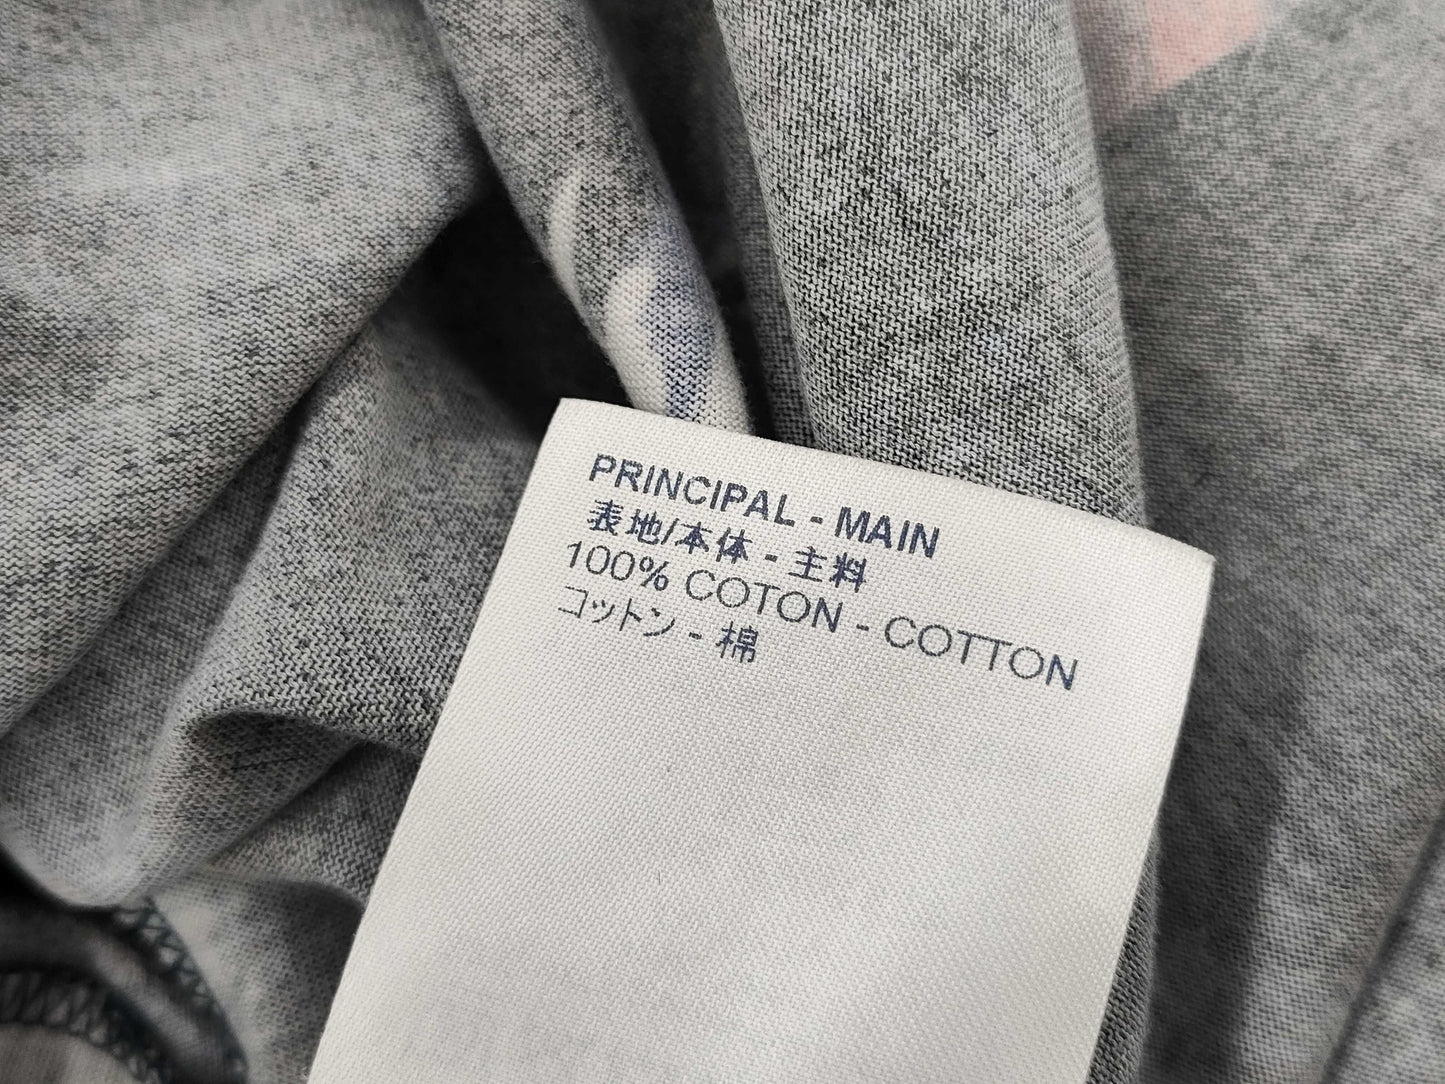 PRINCIPAL - MAIN
表地/本体 - 主料
100% COTON - COTTON
コットン - 棉